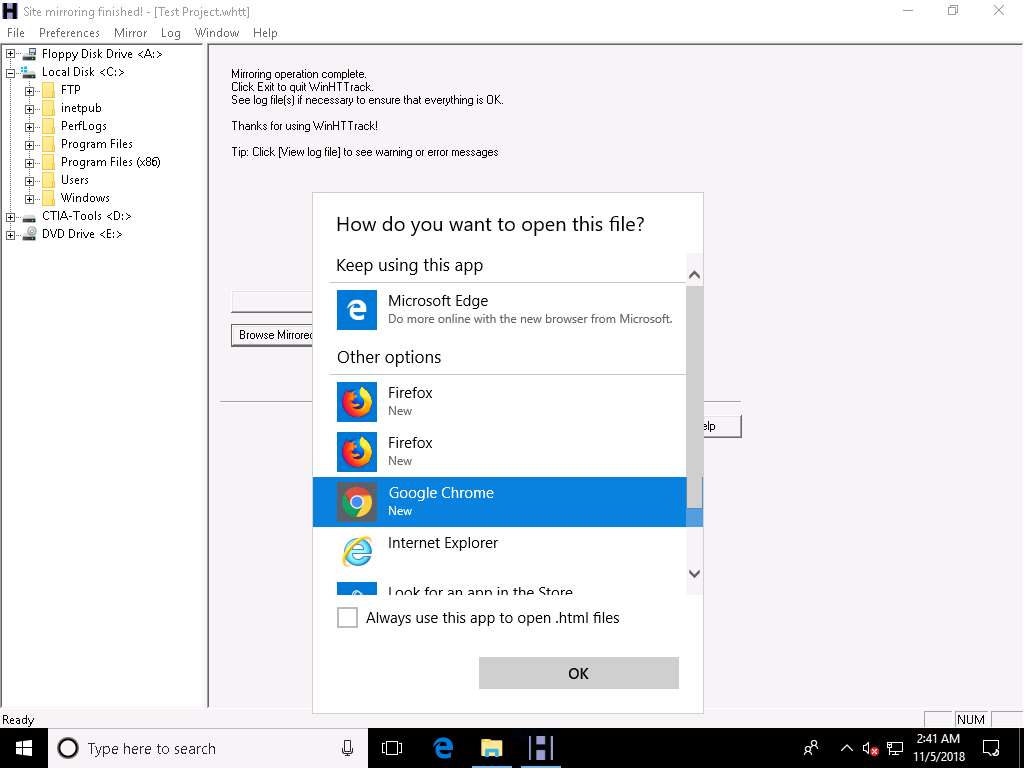 Site mirroring finished! - [Test Project.whtt]
File Preferences Mirror Log Window Help
Floppy Disk Drive <A:>
Local Disk <C:>
FTP
inetpub
PerfLogs
Program Files
Program Files (x86)
Users
Windows
CTIA-Tools <D:>
DVD Drive <E:>
Mirroring operation complete.
Click Exit to quit WinHTTrack.
See log file(s) if necessary to ensure that everything is OK.
Thanks for using WinHTTrack!
Tip: Click [View log file] to see warning or error messages
Browse Mirrored
How do you want to open this file?
Keep using this app
Microsoft Edge
Do more online with the new browser from Microsoft.
Other options
Firefox
New
Firefox
New
Google Chrome
New
Internet Explorer
Look for an app in the Store
Always use this app to open .html files
OK
elp
Ready
NUM
Type here to search
2:41 AM
11/5/2018